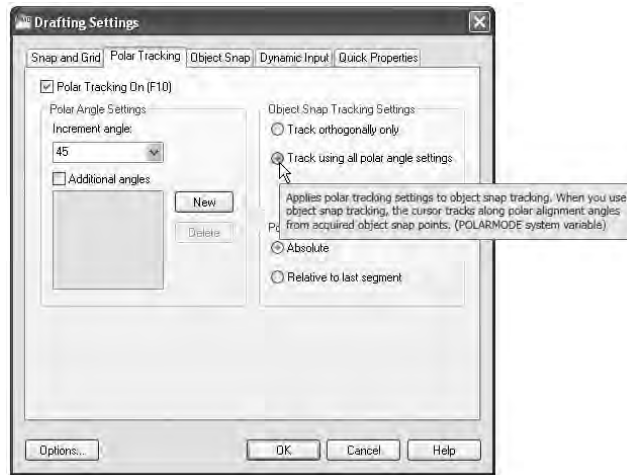 Drafting Settings
Snap and Grid Polar Tracking Object Snap Dynamic Input Quick Properties
Polar Tracking On (F10)
Polar Angle Settings
Increment angle:
45
Additional angles
New
Delete
Object Snap Tracking Settings
Track orthogonally only
Track using all polar angle settings
Applies polar tracking settings to object snap tracking. When you use
object snap tracking, the cursor tracks along polar alignment angles
from acquired object snap points. (POLARMODE system variable)
Absolute
Relative to last segment
Options... OK Cancel Help